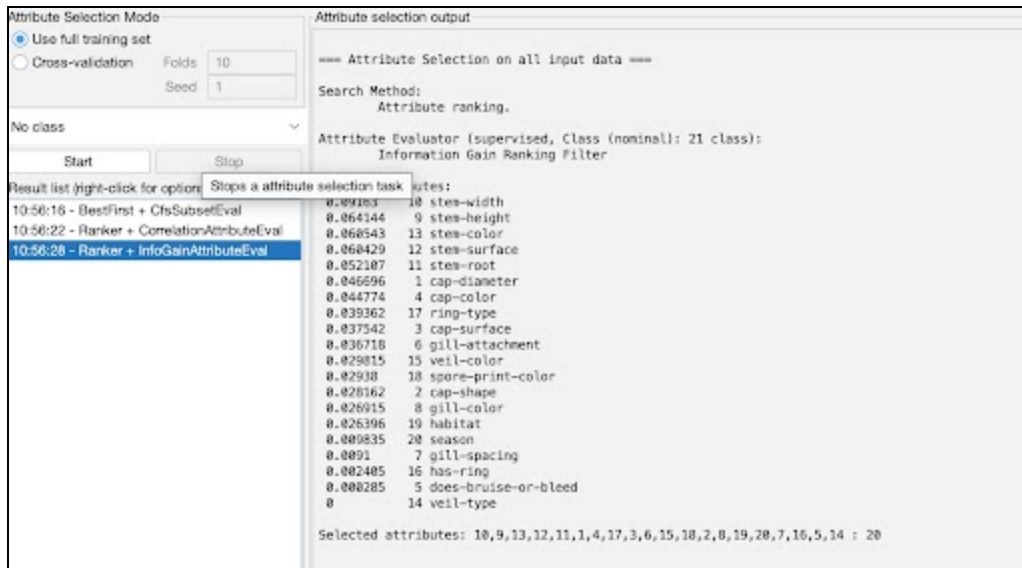 Attribute Selection Mode
Use full training set
Cross-validation Folds 10
Seed 1
No class
Start Stop
Result list (right-click for option
Stops a attribute selection task
10:56:16 - BestFirst + CfsSubsetEval
10:56:22 - Ranker + CorrelationAttributeEval
10:56:28 - Ranker + InfoGainAttributeEval
Attribute selection output
=== Attribute Selection on all input data ===
Search Method:
Attribute ranking.
Attribute Evaluator (supervised, Class (nominal): 21 class):
Information Gain Ranking Filter
utes:
0.09163 10 stem-width
0.064144 9 stem-height
0.060543 13 stem-color
0.060429 12 stem-surface
0.052107 11 stem-root
0.046696 1 cap-diameter
0.044774 4 cap-color
0.039362 17 ring-type
0.037542 3 cap-surface
0.036718 6 gill-attachment
0.029815 15 veil-color
0.02938 18 spore-print-color
0.028162 2 cap-shape
0.026915 8 gill-color
0.026396 19 habitat
0.009835 20 season
0.0091 7 gill-spacing
0.002405 16 has-ring
0.000285 5 does-bruise-or-bleed
0 14 veil-type
Selected attributes: 10,9,13,12,11,1,4,17,3,6,15,18,2,8,19,20,7,16,5,14 : 20